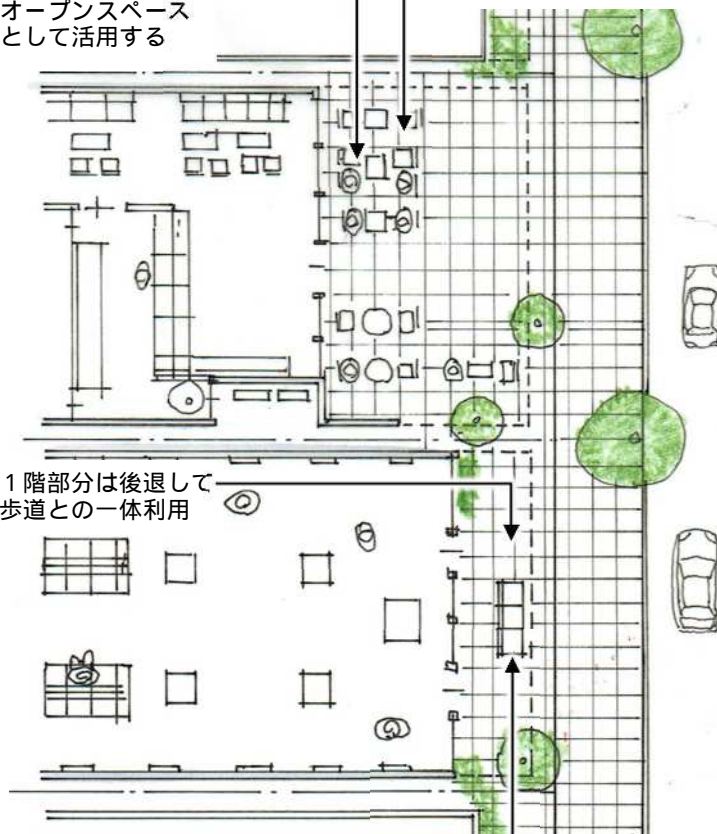 オープンスペース
として活用する
1階部分は後退して
歩道との一体利用